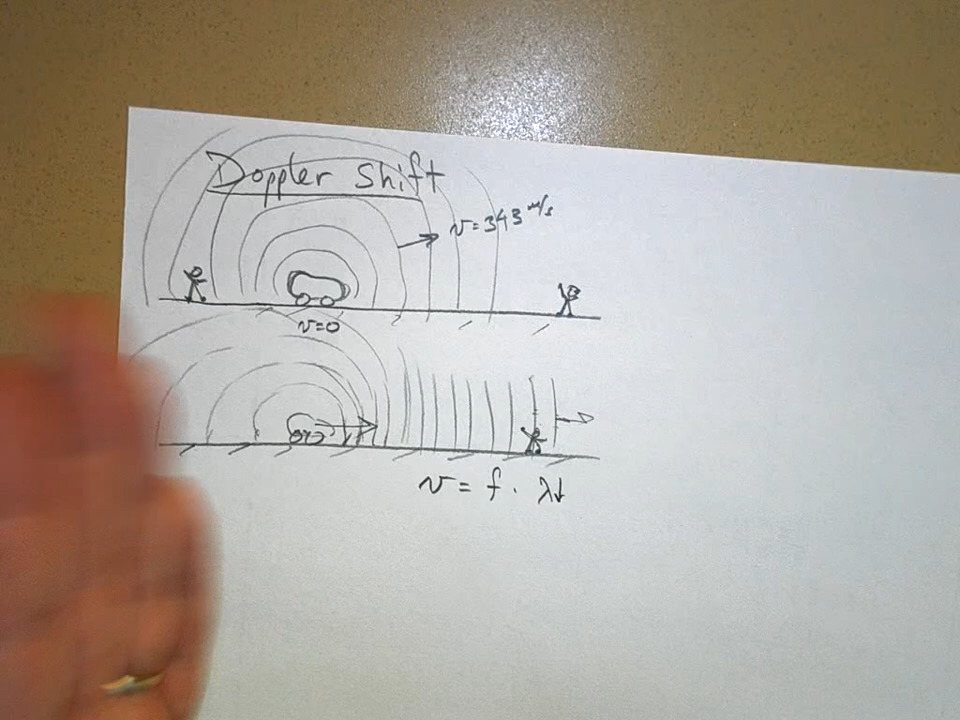 Doppler Shift
v=343 m/s
v=0
v = f · λ↓